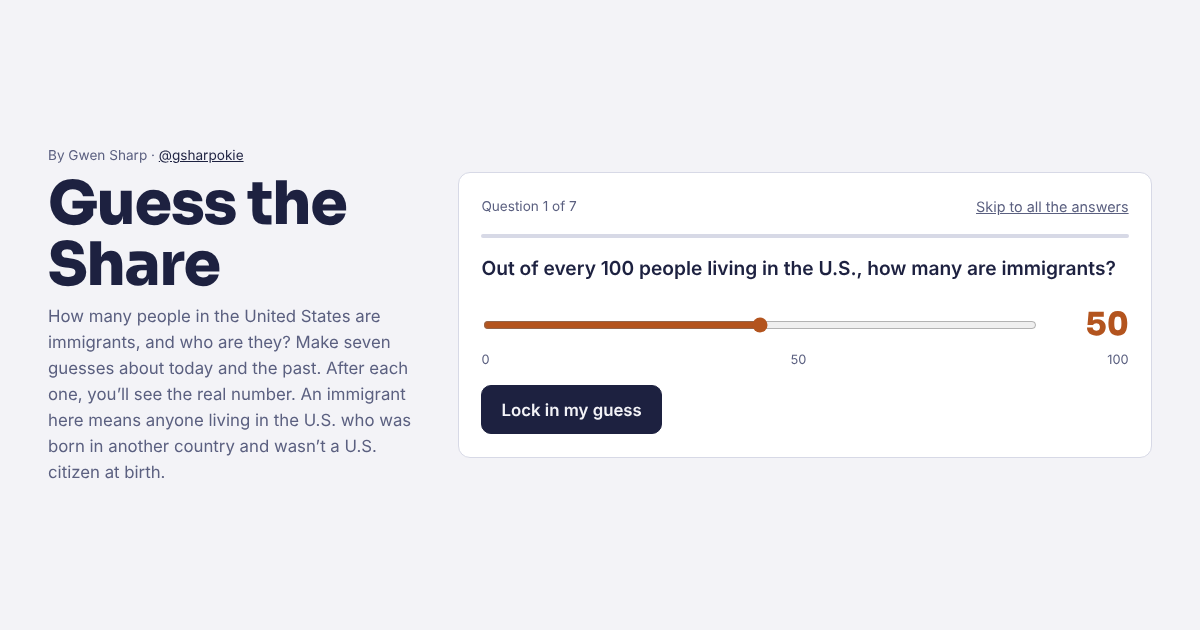 By Gwen Sharp · @gsharpokie
Guess the
Share
How many people in the United States are
immigrants, and who are they? Make seven
guesses about today and the past. After each
one, you’ll see the real number. An immigrant
here means anyone living in the U.S. who was
born in another country and wasn’t a U.S.
citizen at birth.
Question 1 of 7
Skip to all the answers
Out of every 100 people living in the U.S., how many are immigrants?
50
0
50
100
Lock in my guess